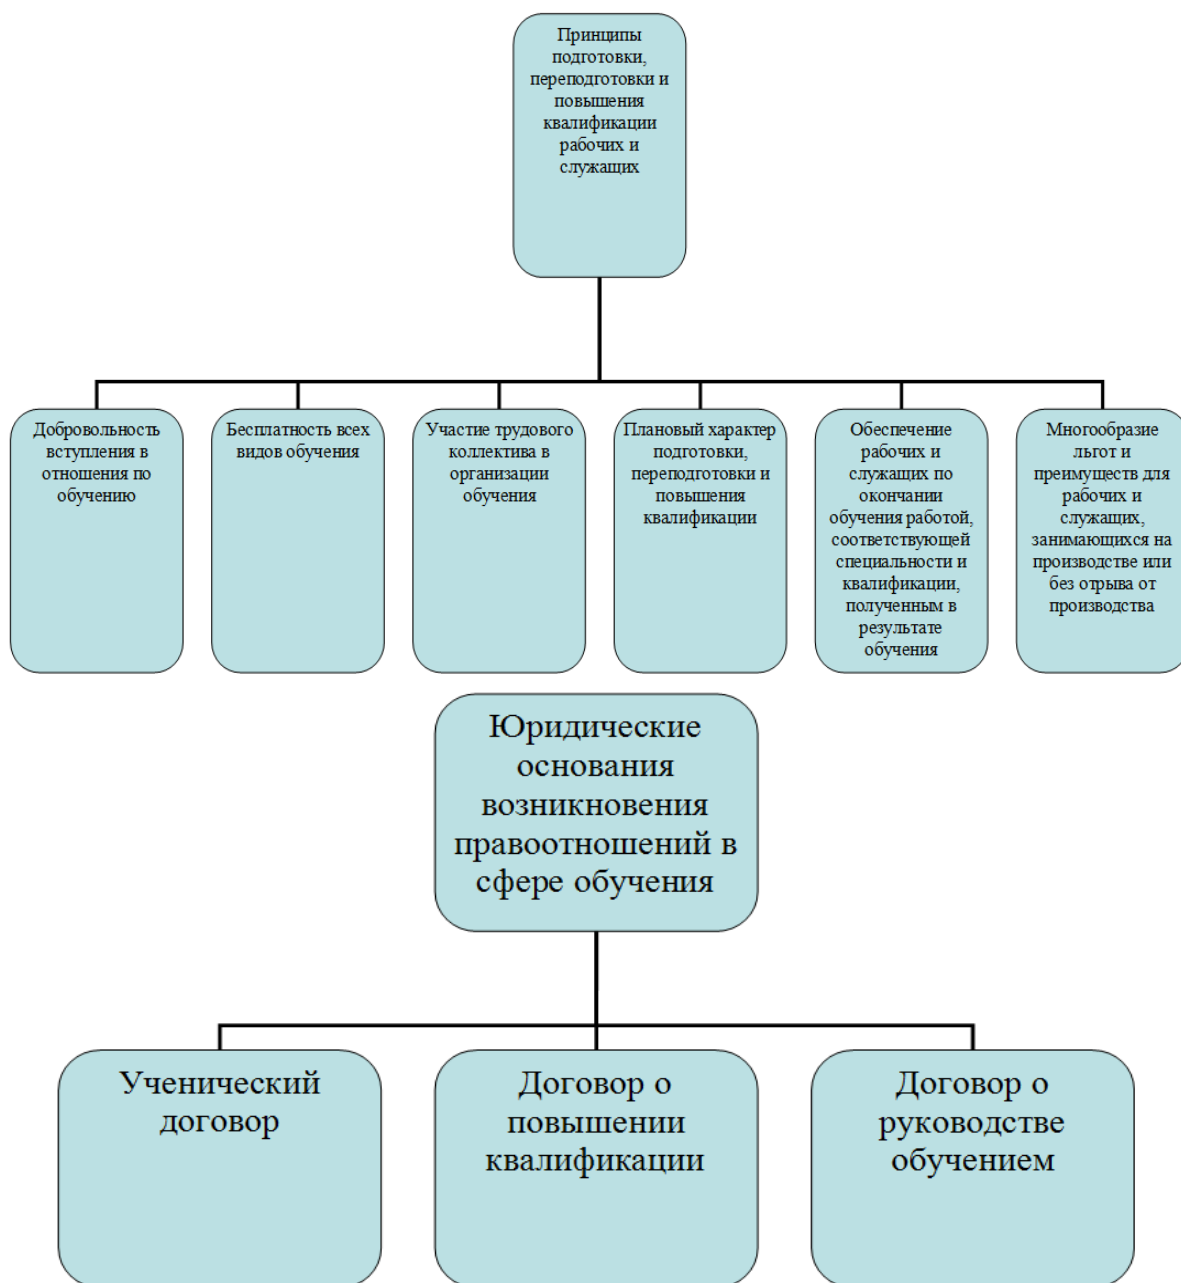 Принципы
подготовки,
переподготовки и
повышения
квалификации
рабочих и
служащих
Добровольность
вступления в
отношения по
обучению
Бесплатность всех
видов обучения
Участие трудового
коллектива в
организации
обучения
Плановый характер
подготовки,
переподготовки и
повышения
квалификации
Обеспечение
рабочих и
служащих по
окончании
обучения работой,
соответствующей
специальности и
квалификации,
полученным в
результате
обучения
Многообразие
льгот и
преимуществ для
рабочих и
служащих,
занимающихся на
производстве или
без отрыва от
производства
Юридические
основания
возникновения
правоотношений в
сфере обучения
Ученический
договор
Договор о
повышении
квалификации
Договор о
руководстве
обучением